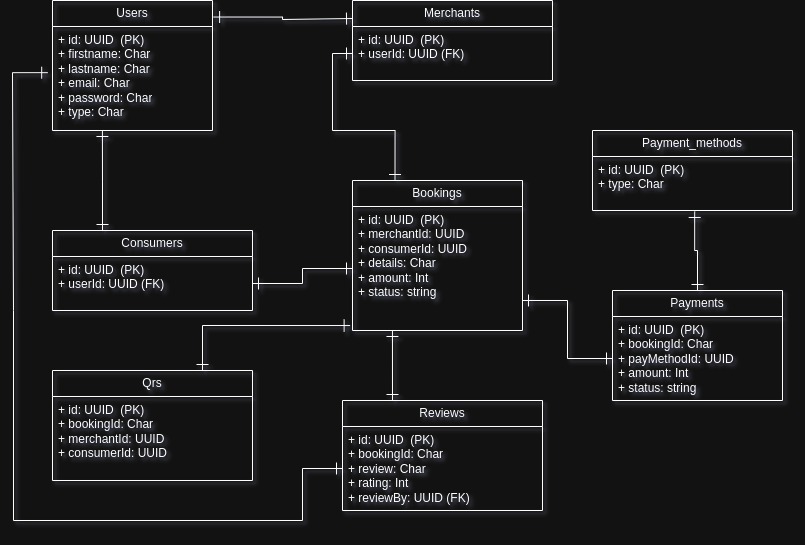 Users
+ id: UUID (PK)
+ firstname: Char
+ lastname: Char
+ email: Char
+ password: Char
+ type: Char
Merchants
+ id: UUID (PK)
+ userId: UUID (FK)
Payment_methods
+ id: UUID (PK)
+ type: Char
Bookings
+ id: UUID (PK)
+ merchantId: UUID
+ consumerId: UUID
+ details: Char
+ amount: Int
+ status: string
Consumers
+ id: UUID (PK)
+ userId: UUID (FK)
Payments
+ id: UUID (PK)
+ bookingId: Char
+ payMethodId: UUID
+ amount: Int
+ status: string
Qrs
+ id: UUID (PK)
+ bookingId: Char
+ merchantId: UUID
+ consumerId: UUID
Reviews
+ id: UUID (PK)
+ bookingId: Char
+ review: Char
+ rating: Int
+ reviewBy: UUID (FK)